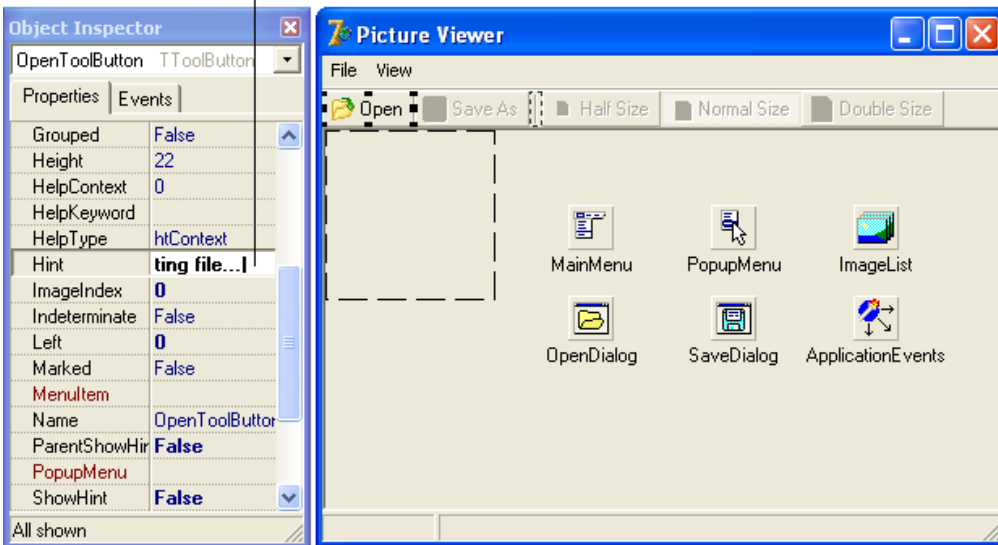 Object Inspector
OpenToolButton TToolButton
Properties Events
Grouped False
Height 22
HelpContext 0
HelpKeyword
HelpType htContext
Hint ting file...
ImageIndex 0
Indeterminate False
Left 0
Marked False
MenuItem
Name OpenToolButton
ParentShowHin False
PopupMenu
ShowHint False
All shown
Picture Viewer
File View
Open Save As Half Size Normal Size Double Size
MainMenu PopupMenu ImageList
OpenDialog SaveDialog ApplicationEvents